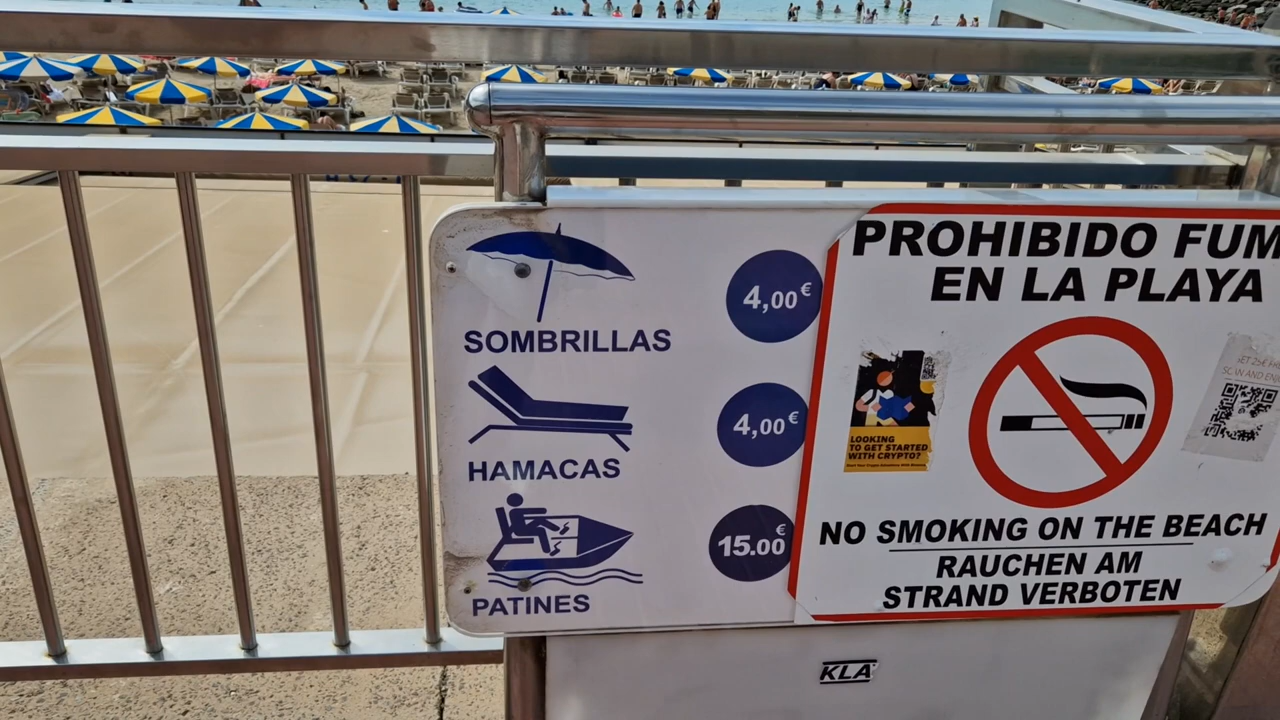 SOMBRILLAS
4,00€
HAMACAS
4,00€
PATINES
15.00€
PROHIBIDO FUM
EN LA PLAYA
LOOKING
TO GET STARTED
WITH CRYPTO?
NO SMOKING ON THE BEACH
RAUCHEN AM
STRAND VERBOTEN
KLA